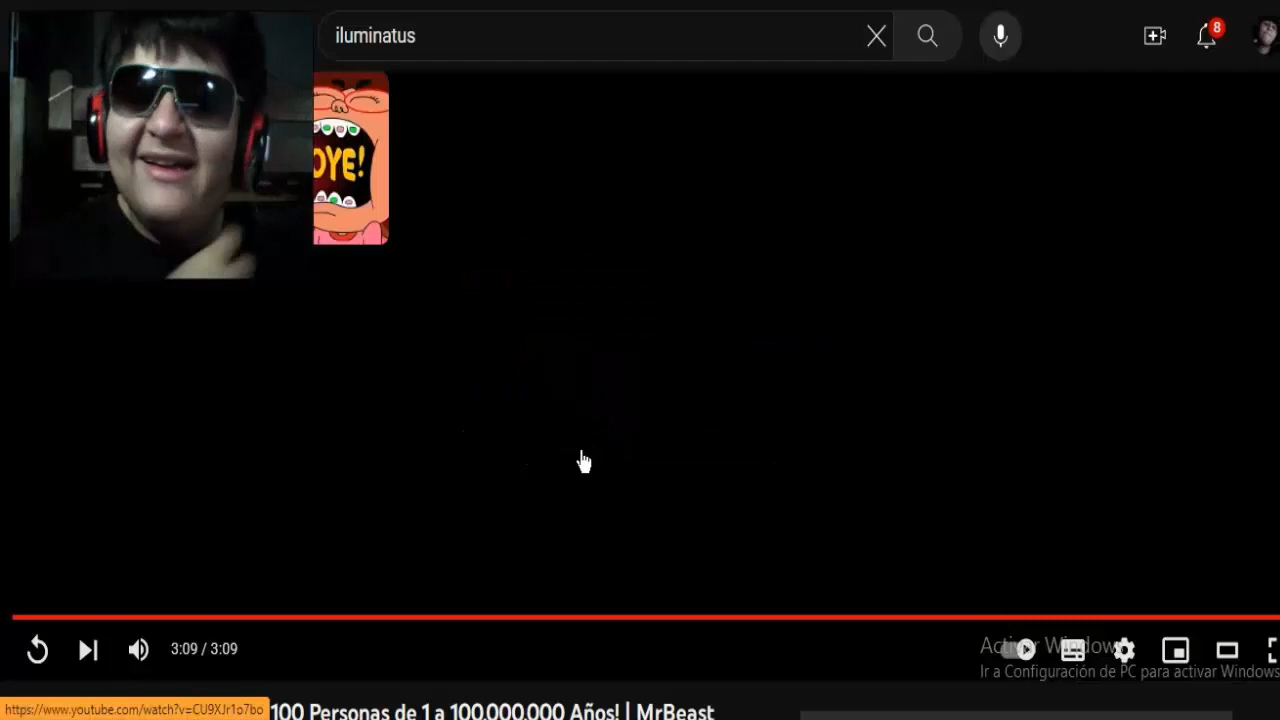 iluminatus
8
OYE!
3:09 / 3:09
Activar Windows
Ir a Configuración de PC para activar Windows
https://www.youtube.com/watch?v=CU9XJr1o7bo
100 Personas de 1 a 100.000.000 Años! | MrBeast